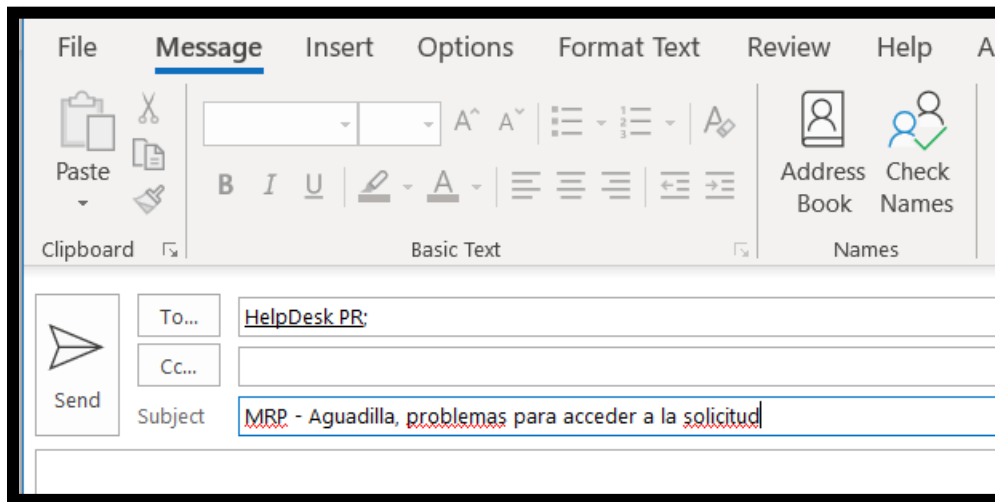 File Message Insert Options Format Text Review Help A
Paste
Address Book
Check Names
B I U A
Clipboard Basic Text Names
To... HelpDesk PR;
Cc...
Send
Subject MRP - Aguadilla, problemas para acceder a la solicitud